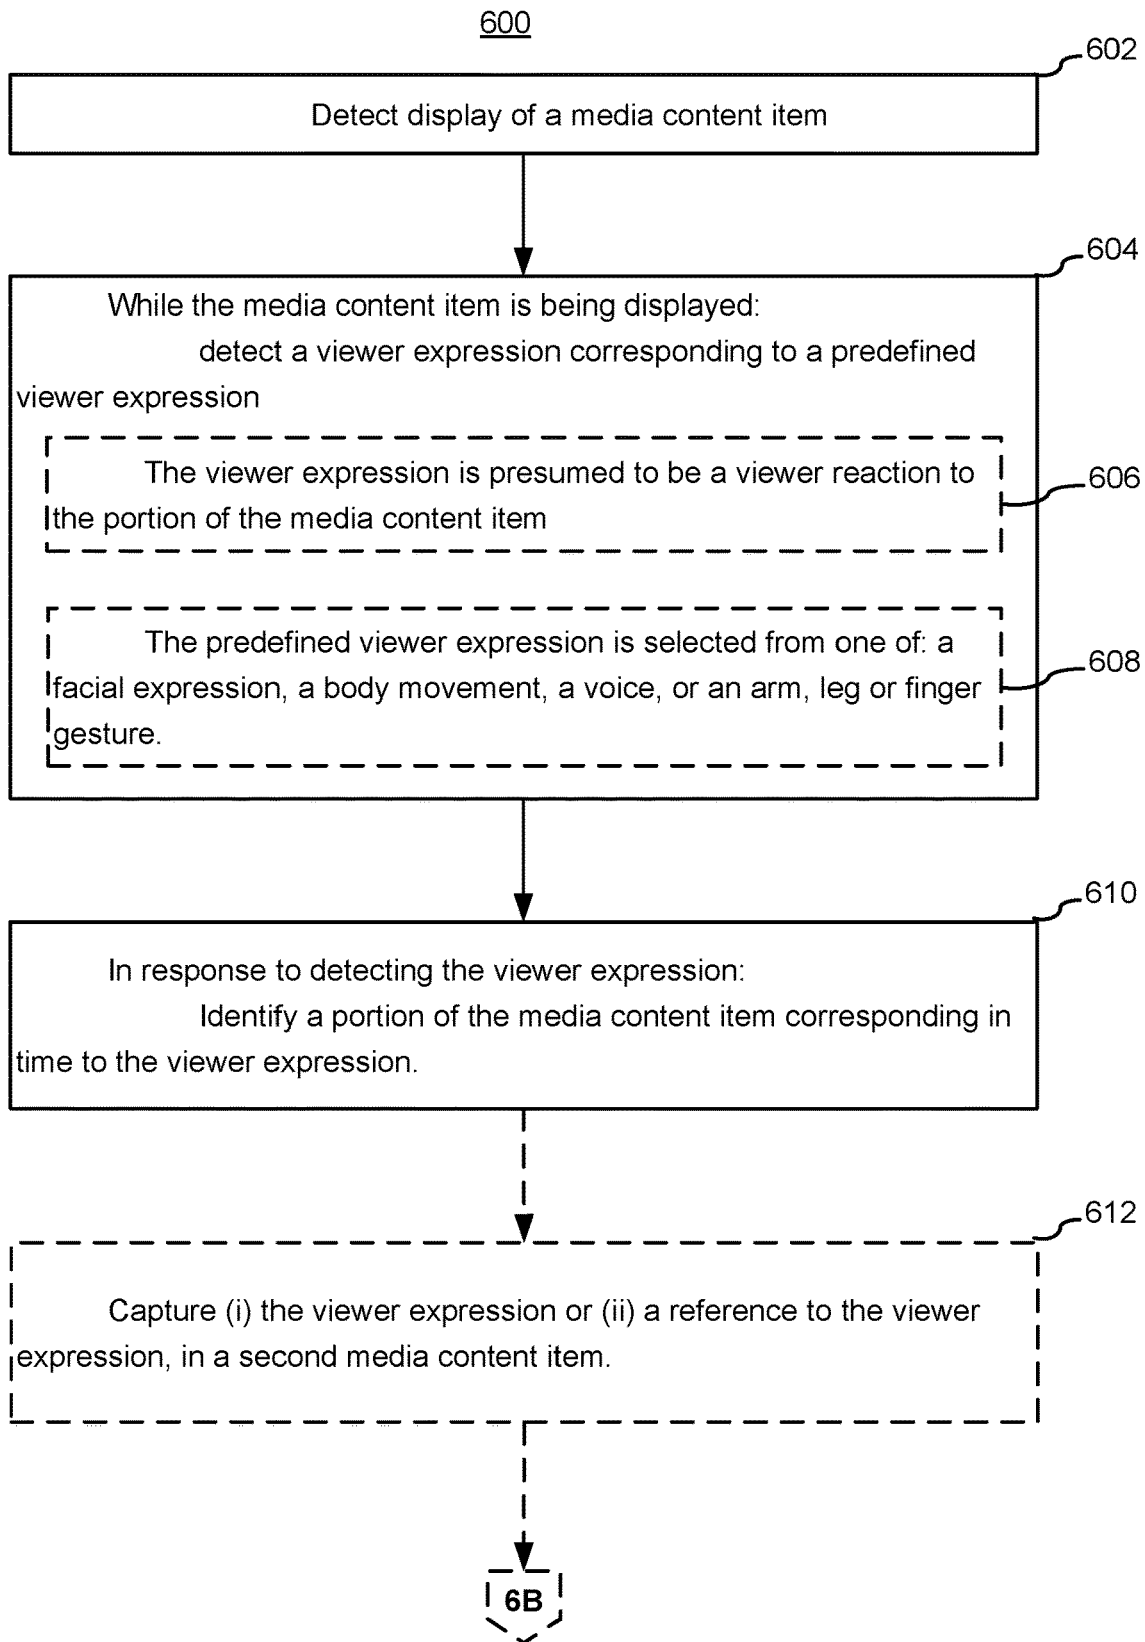 600
602
Detect display of a media content item
604
While the media content item is being displayed:
detect a viewer expression corresponding to a predefined
viewer expression
The viewer expression is presumed to be a viewer reaction to
the portion of the media content item
606
The predefined viewer expression is selected from one of: a
facial expression, a body movement, a voice, or an arm, leg or finger
gesture.
608
610
In response to detecting the viewer expression:
Identify a portion of the media content item corresponding in
time to the viewer expression.
612
Capture (i) the viewer expression or (ii) a reference to the viewer
expression, in a second media content item.
6B